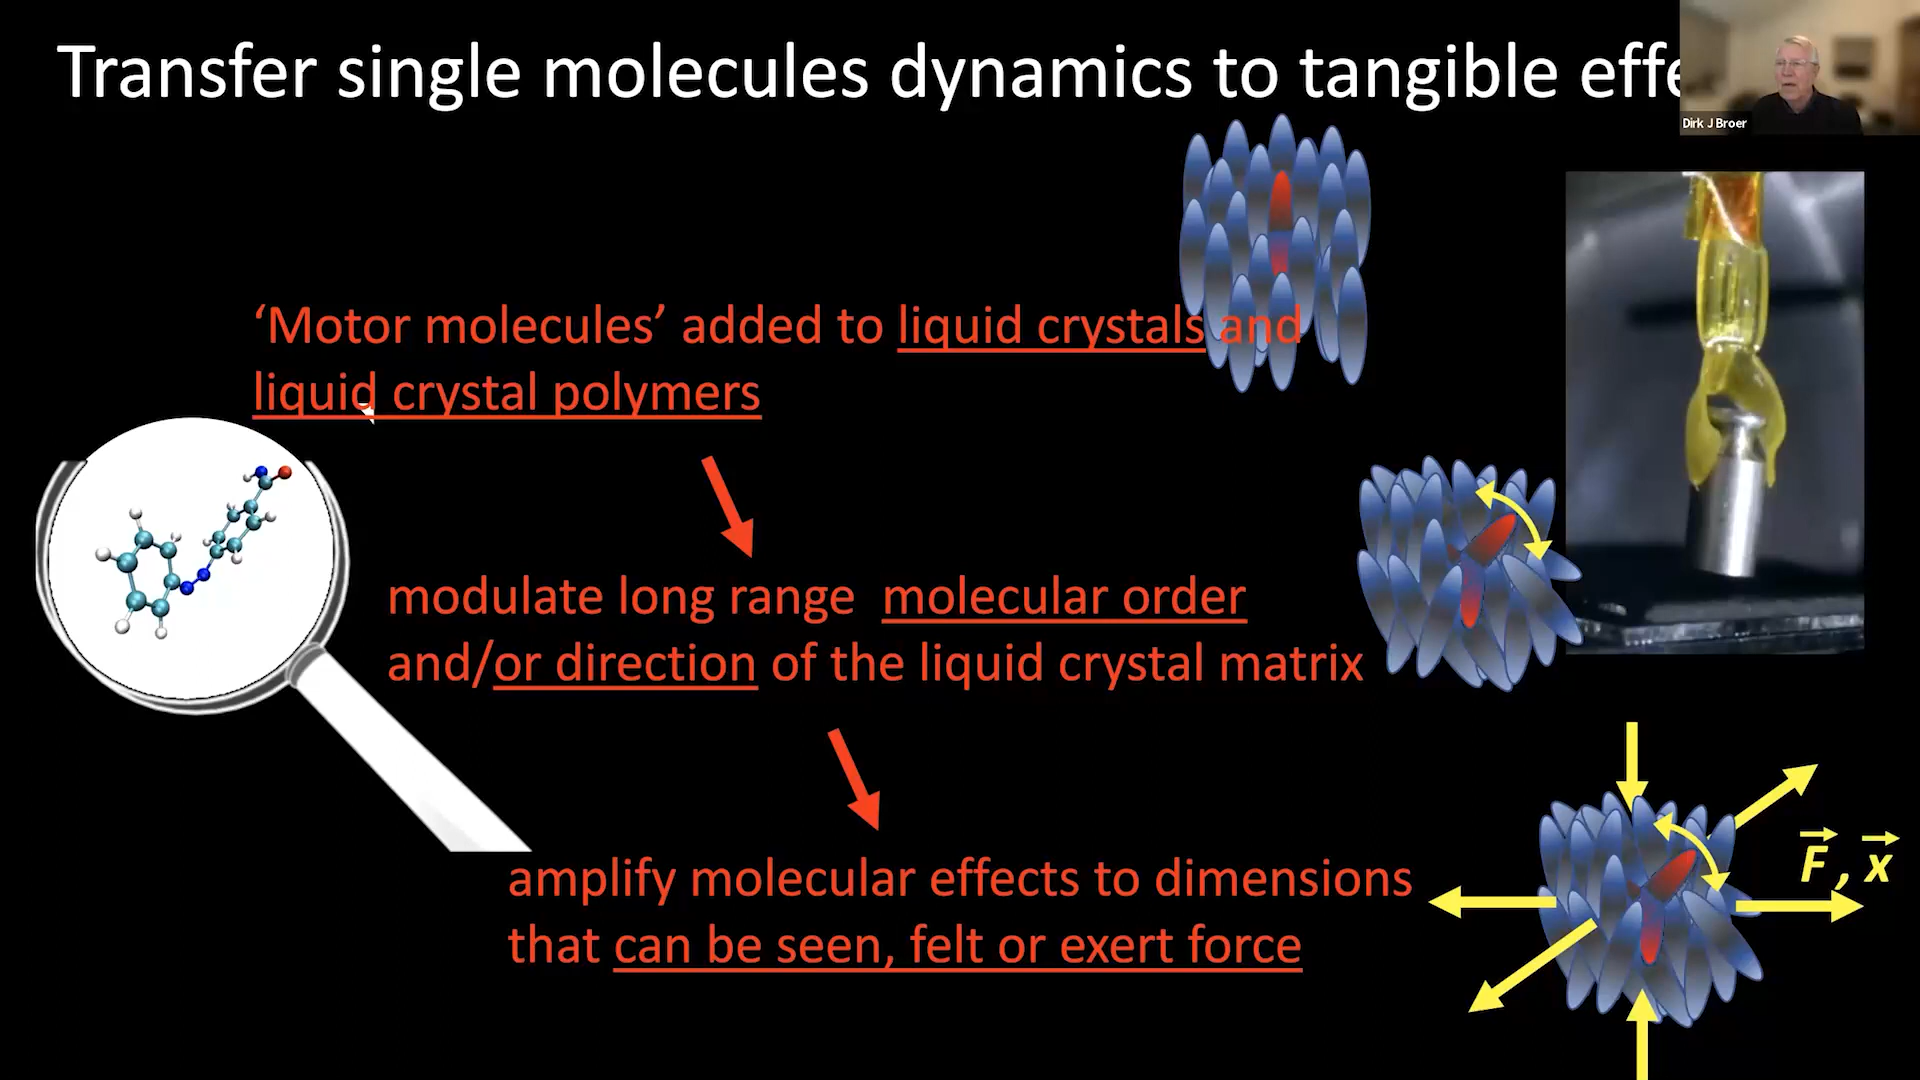 Transfer single molecules dynamics to tangible effe
Dirk J Broer
‘Motor molecules’ added to liquid crystals and
liquid crystal polymers
modulate long range molecular order
and/or direction of the liquid crystal matrix
amplify molecular effects to dimensions
that can be seen, felt or exert force
F, x